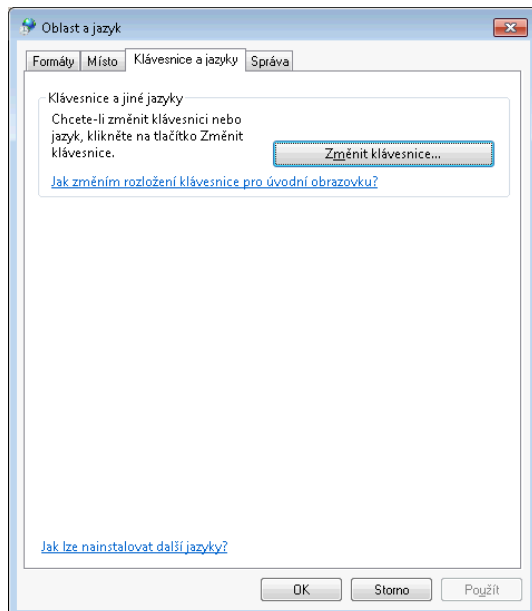 Oblast a jazyk
Formáty Místo Klávesnice a jazyky Správa
Klávesnice a jiné jazyky
Chcete-li změnit klávesnici nebo
jazyk, klikněte na tlačítko Změnit
klávesnice.
Změnit klávesnice...
Jak změním rozložení klávesnice pro úvodní obrazovku?
Jak lze nainstalovat další jazyky?
OK Storno Použít